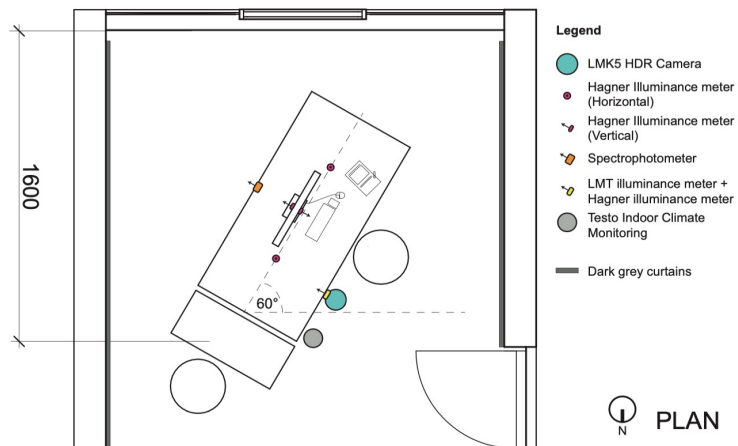 1600
60°
Legend
LMK5 HDR Camera
Hagner Illuminance meter
(Horizontal)
Hagner Illuminance meter
(Vertical)
Spectrophotometer
LMT illuminance meter +
Hagner illuminance meter
Testo Indoor Climate
Monitoring
Dark grey curtains
N
PLAN